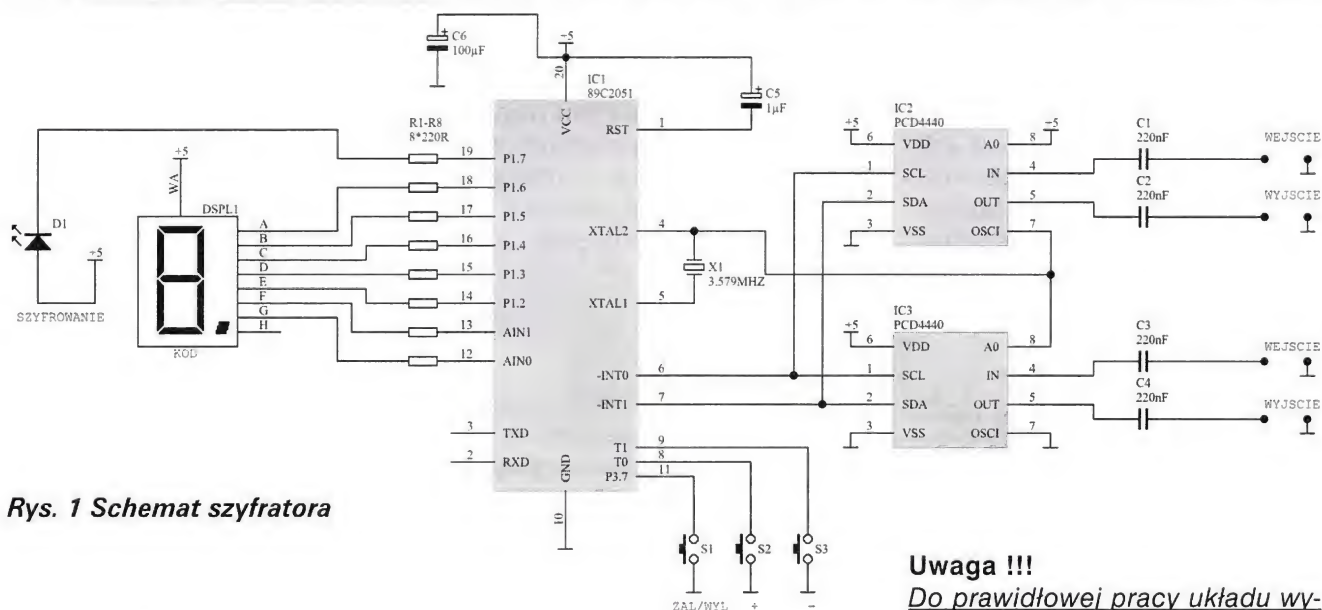 C6
100µF
+5
20
IC1
89C2051
VCC
C5
1µF
RST
1
R1-R8
8*220R
19
P1.7
18
P1.6
17
P1.5
16
P1.4
15
P1.3
14
P1.2
13
AIN1
12
AIN0
+5
WA
DSPL1
A
B
C
D
E
F
G
H
KOD
D1
+5
SZYFROWANIE
XTAL2
4
X1
3.579MHZ
XTAL1
5
-INT0
6
-INT1
7
3
TXD
2
RXD
GND
10
T1
9
T0
8
P3.7
11
S1
S2
S3
ZAL/WYL
+
-
IC2
PCD4440
+5
6
VDD
A0
8
+5
1
SCL
IN
4
2
SDA
OUT
5
3
VSS
OSCI
7
C1
220nF
WEJSCIE
C2
220nF
WYJSCIE
IC3
PCD4440
+5
6
VDD
A0
8
1
SCL
IN
4
2
SDA
OUT
5
3
VSS
OSCI
7
C3
220nF
WEJSCIE
C4
220nF
WYJSCIE
Rys. 1 Schemat szyfratora
Uwaga !!!
Do prawidłowej pracy układu wy-